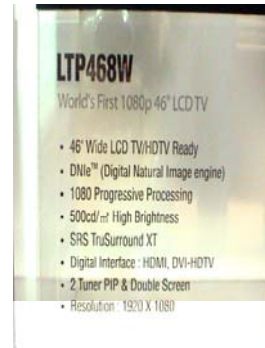 LTP468W
World's First 1080p 46" LCD TV
• 46" Wide LCD TV/HDTV Ready
• DNIe™ (Digital Natural Image engine)
• 1080 Progressive Processing
• 500cd/㎡ High Brightness
• SRS TruSurround XT
• Digital Interface : HDMI, DVI-HDTV
• 2 Tuner PIP & Double Screen
• Resolution : 1920 X 1080